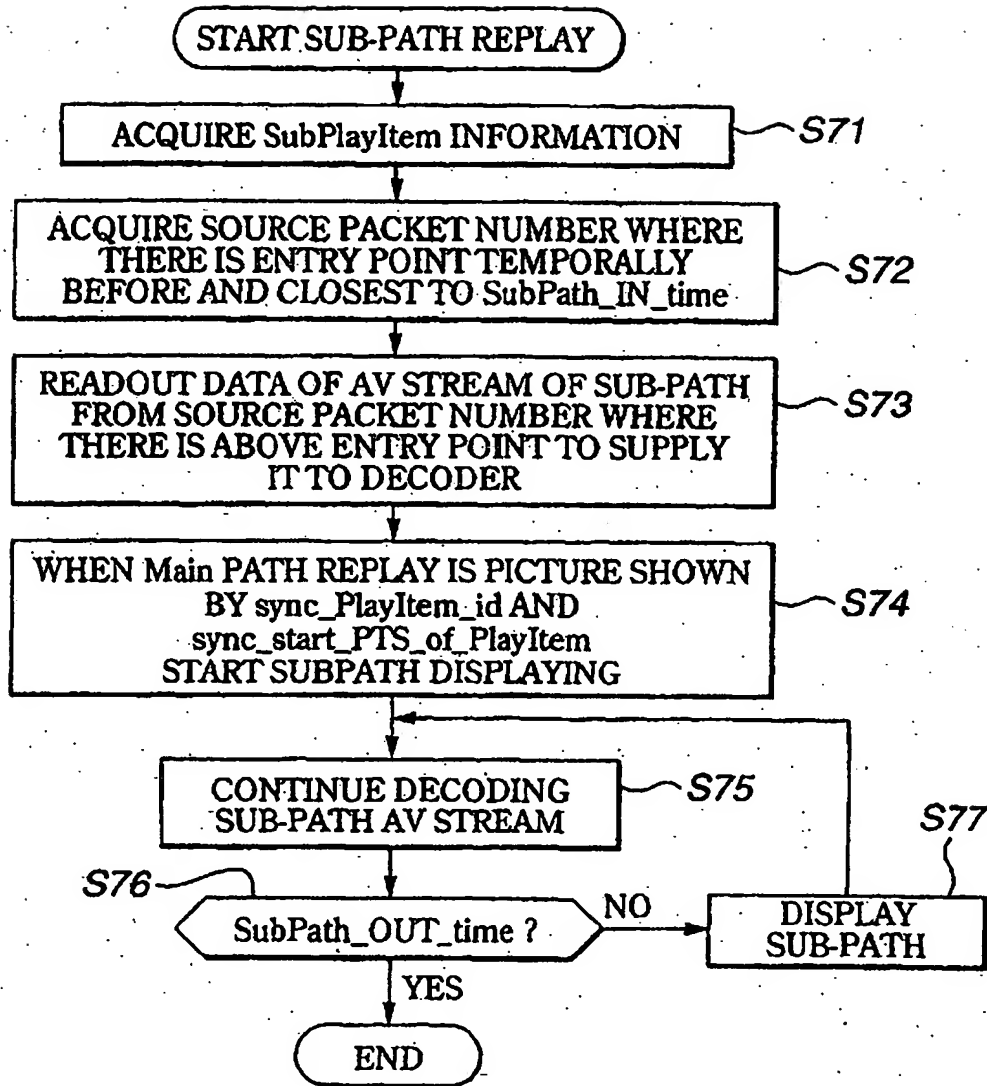 START SUB-PATH REPLAY
ACQUIRE SubPlayItem INFORMATION
S71
ACQUIRE SOURCE PACKET NUMBER WHERE
THERE IS ENTRY POINT TEMPORALLY
BEFORE AND CLOSEST TO SubPath_IN_time
S72
READOUT DATA OF AV STREAM OF SUB-PATH
FROM SOURCE PACKET NUMBER WHERE
THERE IS ABOVE ENTRY POINT TO SUPPLY
IT TO DECODER
S73
WHEN Main PATH REPLAY IS PICTURE SHOWN
BY sync_PlayItem_id AND
sync_start_PTS_of_PlayItem
START SUBPATH DISPLAYING
S74
CONTINUE DECODING
SUB-PATH AV STREAM
S75
S76
SubPath_OUT_time ?
NO
S77
DISPLAY
SUB-PATH
YES
END